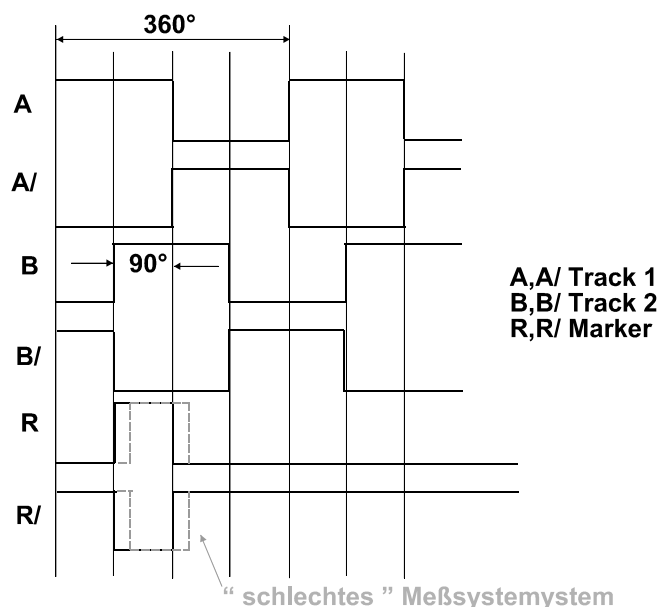 360°
A
A/
B
90°
B/
R
R/
A,A/ Track 1
B,B/ Track 2
R,R/ Marker
“ schlechtes ” Meßsystemystem